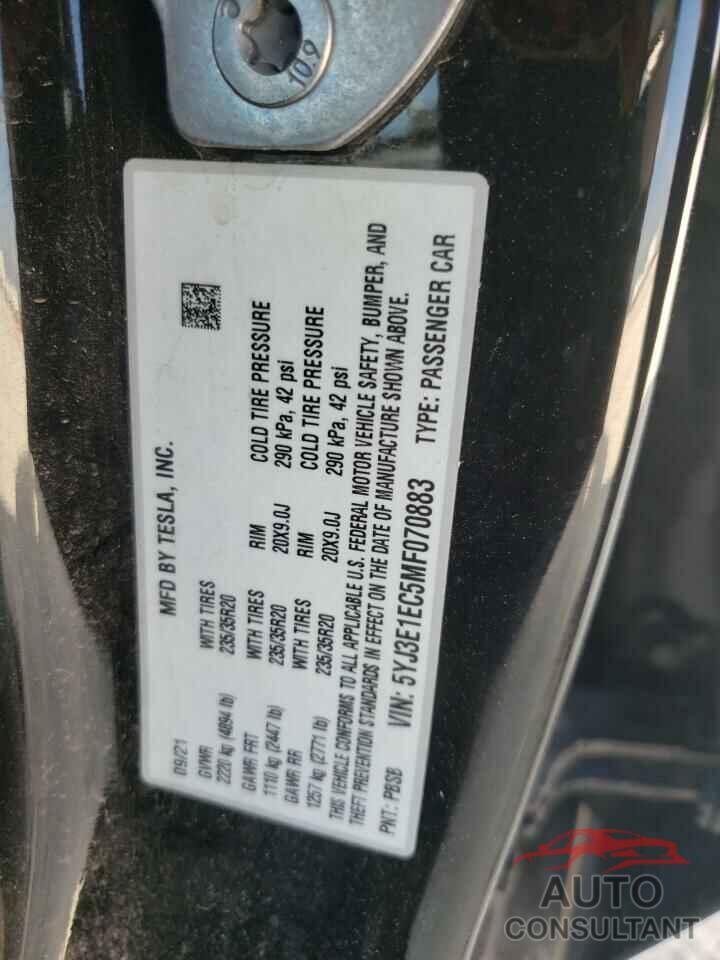 10.9
MFD BY TESLA, INC.
09/21
GVWR WITH TIRES RIM COLD TIRE PRESSURE
2220 kg (4894 lb) 235/35R20 20X9.0J 290 kPa, 42 psi
GAWR FRT WITH TIRES RIM COLD TIRE PRESSURE
1110 kg (2447 lb) 235/35R20 20X9.0J 290 kPa, 42 psi
GAWR RR
1257 kg (2771 lb) 235/35R20
THIS VEHICLE CONFORMS TO ALL APPLICABLE U.S. FEDERAL MOTOR VEHICLE SAFETY, BUMPER, AND
THEFT PREVENTION STANDARDS IN EFFECT ON THE DATE OF MANUFACTURE SHOWN ABOVE.
PNT: PBSB VIN: 5YJ3E1EC5MF070883 TYPE: PASSENGER CAR
AUTO
CONSULTANT